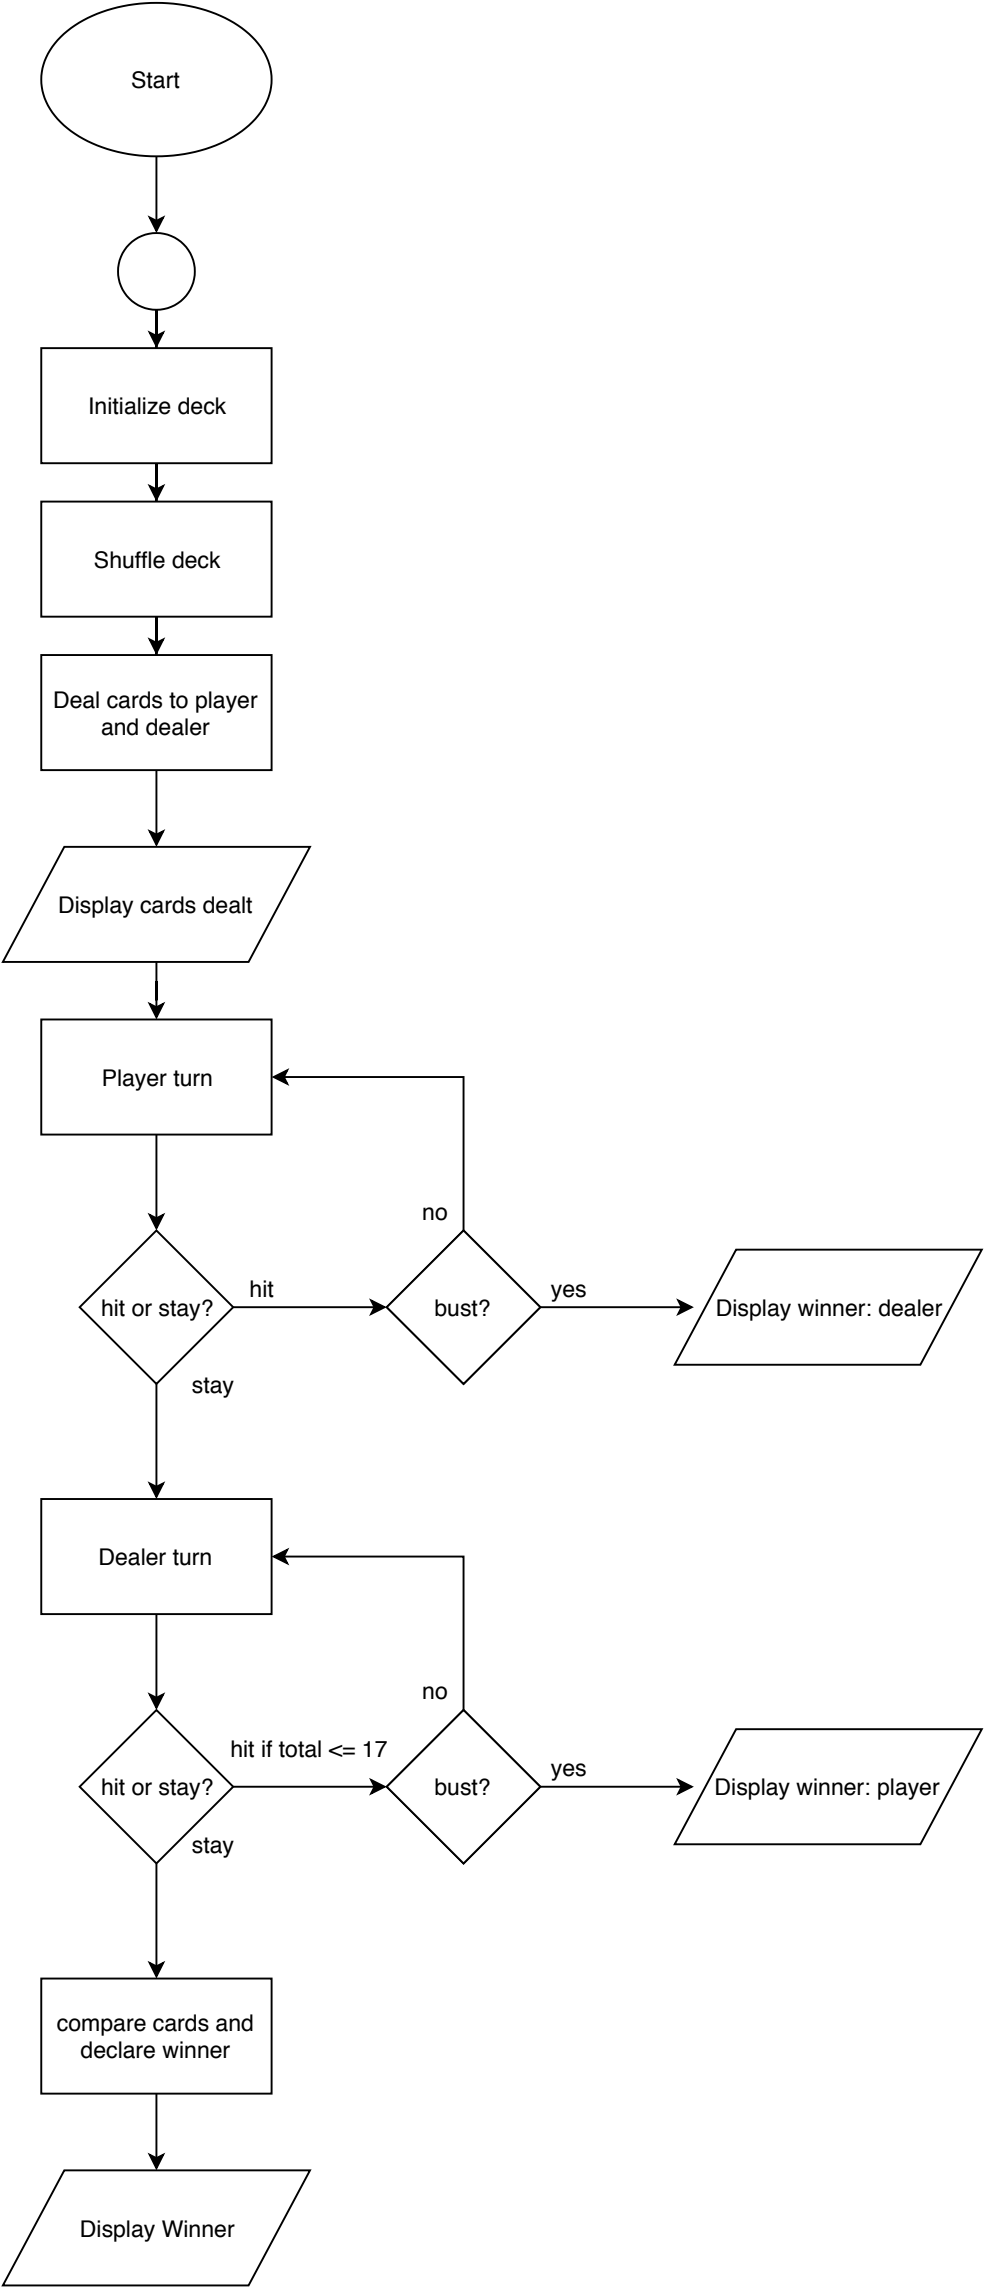 Start
Initialize deck
Shuffle deck
Deal cards to player
and dealer
Display cards dealt
Player turn
no
hit
yes
hit or stay?
bust?
Display winner: dealer
stay
Dealer turn
no
hit if total <= 17
yes
hit or stay?
bust?
Display winner: player
stay
compare cards and
declare winner
Display Winner